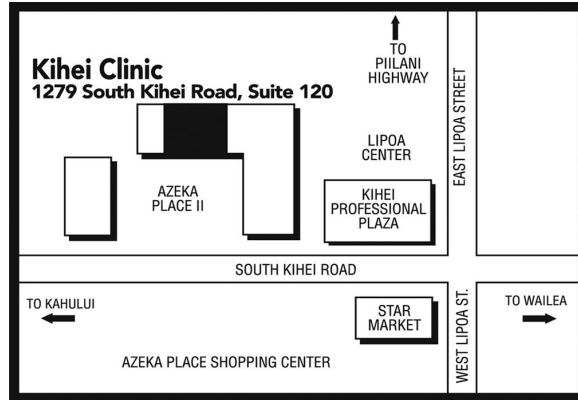 TO
PIILANI
HIGHWAY
Kihei Clinic
1279 South Kihei Road, Suite 120
EAST LIPOA STREET
LIPOA
CENTER
AZEKA
PLACE II
KIHEI
PROFESSIONAL
PLAZA
SOUTH KIHEI ROAD
TO KAHULUI
STAR
MARKET
WEST LIPOA ST.
TO WAILEA
AZEKA PLACE SHOPPING CENTER